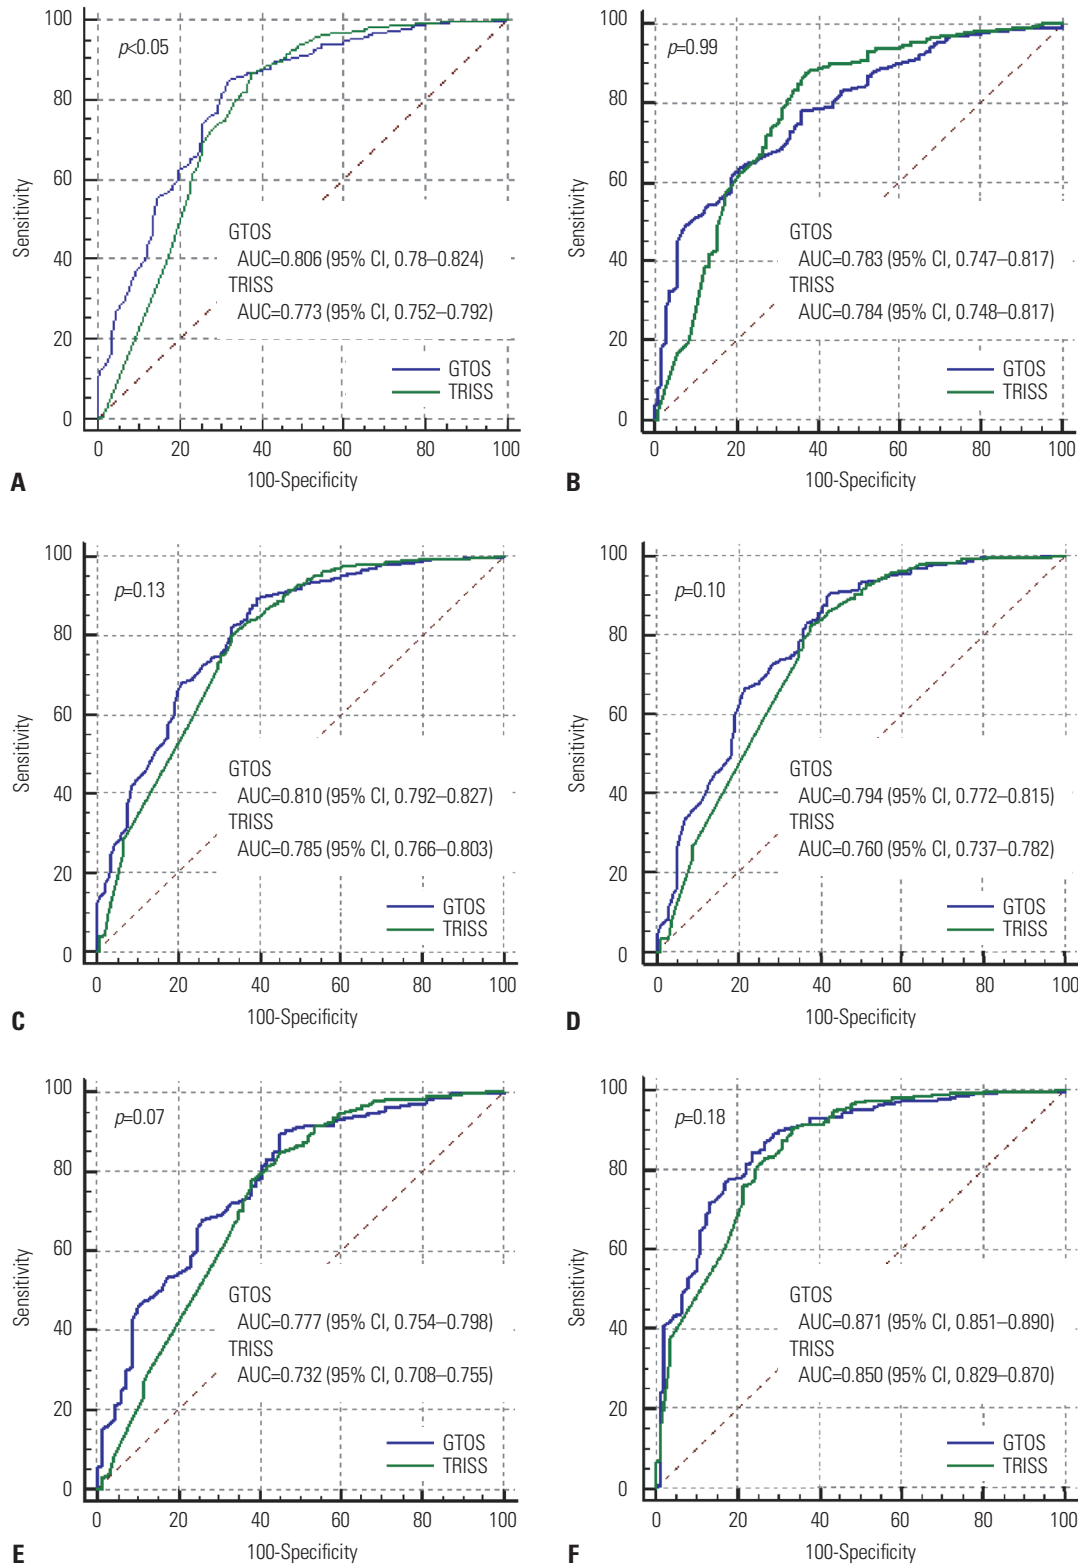 100
80
60
40
20
0
Sensitivity
p<0.05
GTOS
AUC=0.806 (95% CI, 0.78–0.824)
TRISS
AUC=0.773 (95% CI, 0.752–0.792)
GTOS
TRISS
0 20 40 60 80 100
100-Specificity
A
100
80
60
40
20
0
Sensitivity
p=0.99
GTOS
AUC=0.783 (95% CI, 0.747–0.817)
TRISS
AUC=0.784 (95% CI, 0.748–0.817)
GTOS
TRISS
0 20 40 60 80 100
100-Specificity
B
100
80
60
40
20
0
Sensitivity
p=0.13
GTOS
AUC=0.810 (95% CI, 0.792–0.827)
TRISS
AUC=0.785 (95% CI, 0.766–0.803)
GTOS
TRISS
0 20 40 60 80 100
100-Specificity
C
100
80
60
40
20
0
Sensitivity
p=0.10
GTOS
AUC=0.794 (95% CI, 0.772–0.815)
TRISS
AUC=0.760 (95% CI, 0.737–0.782)
GTOS
TRISS
0 20 40 60 80 100
100-Specificity
D
100
80
60
40
20
0
Sensitivity
p=0.07
GTOS
AUC=0.777 (95% CI, 0.754–0.798)
TRISS
AUC=0.732 (95% CI, 0.708–0.755)
GTOS
TRISS
0 20 40 60 80 100
100-Specificity
E
100
80
60
40
20
0
Sensitivity
p=0.18
GTOS
AUC=0.871 (95% CI, 0.851–0.890)
TRISS
AUC=0.850 (95% CI, 0.829–0.870)
GTOS
TRISS
0 20 40 60 80 100
100-Specificity
F